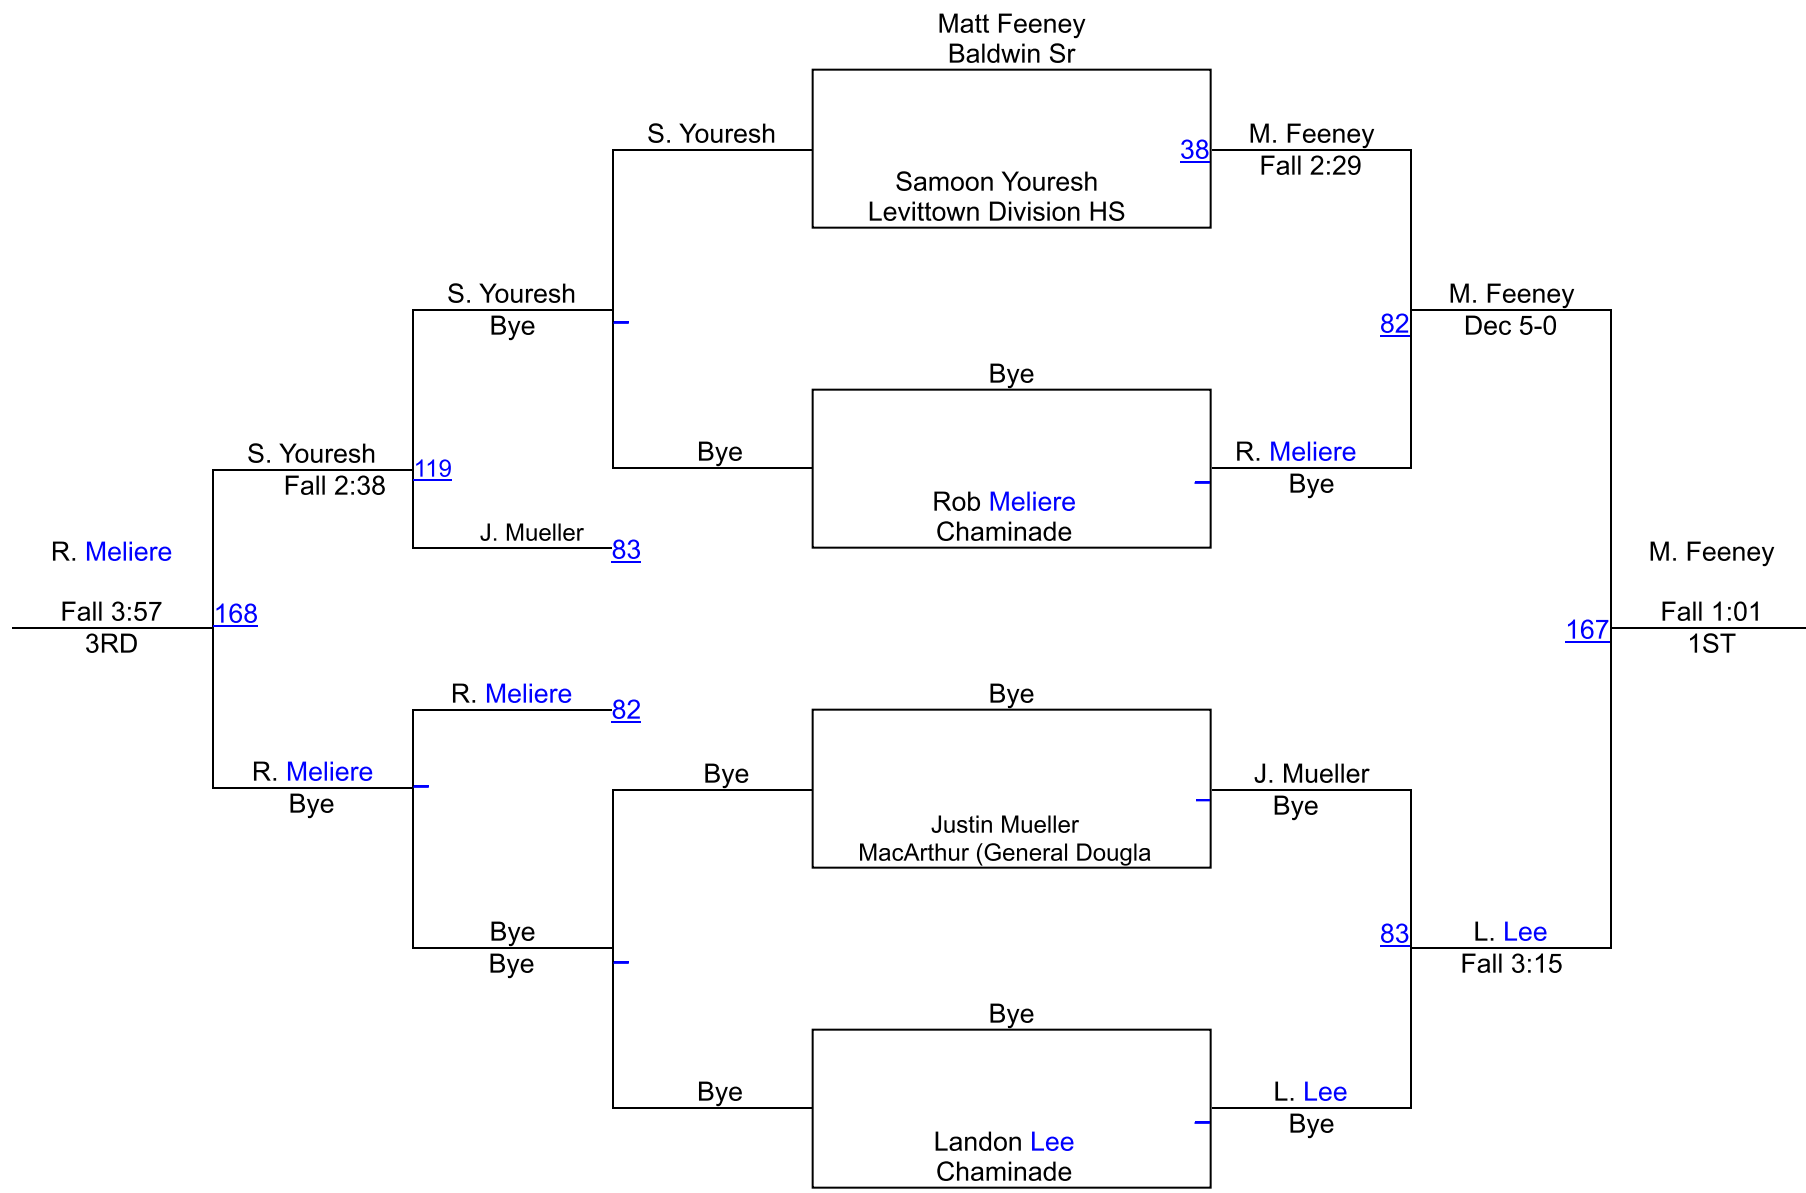 Matt Feeney
Baldwin Sr
S. Youresh
38
M. Feeney
Fall 2:29
Samoon Youresh
Levittown Division HS
S. Youresh
Bye
M. Feeney
Dec 5-0
82
Bye
S. Youresh
Fall 2:38
119
Bye
R. Meliere
Bye
Rob Meliere
Chaminade
J. Mueller
83
R. Meliere
Fall 3:57
3RD
168
M. Feeney
Fall 1:01
1ST
167
R. Meliere
82
Bye
R. Meliere
Bye
Bye
J. Mueller
Bye
Justin Mueller
MacArthur (General Dougla
Bye
Bye
83
L. Lee
Fall 3:15
Bye
Bye
L. Lee
Bye
Landon Lee
Chaminade